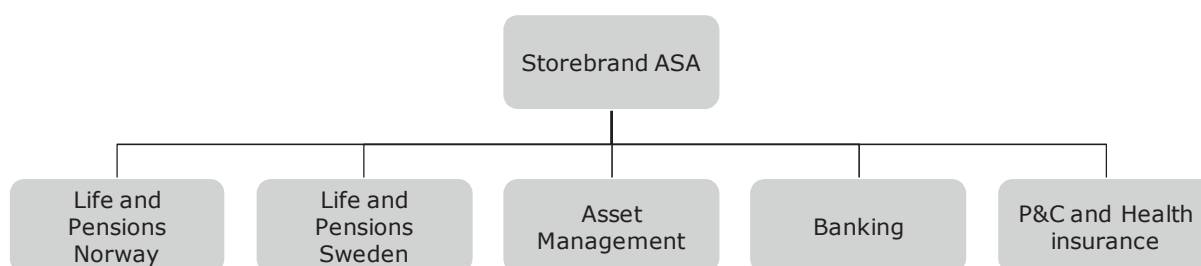 Storebrand ASA
Life and
Pensions
Norway
Life and
Pensions
Sweden
Asset
Management
Banking
P&C and Health
insurance